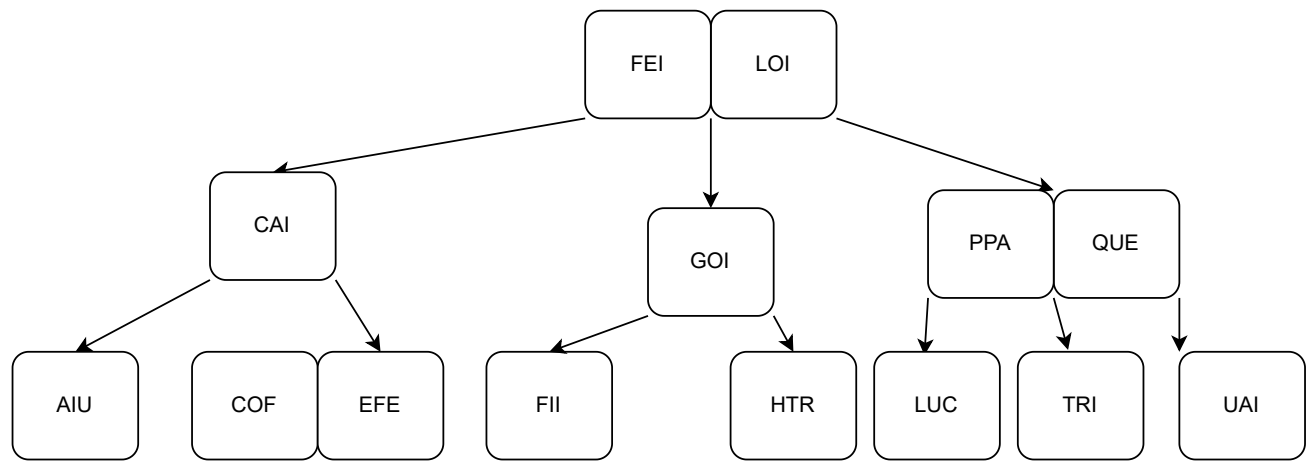 FEI LOI
CAI
GOI
PPA QUE
AIU
COF EFE
FII
HTR
LUC
TRI
UAI